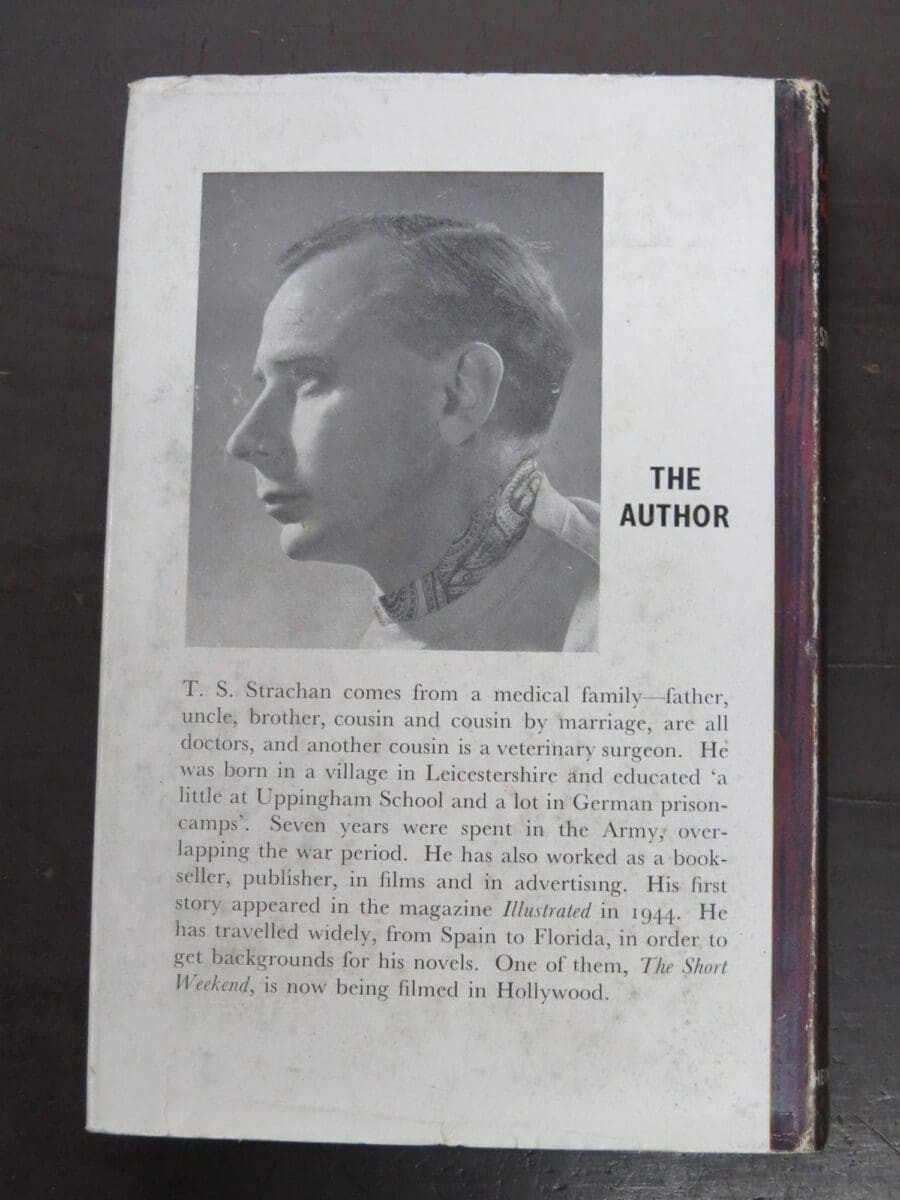 THE
AUTHOR
T. S. Strachan comes from a medical family—father,
uncle, brother, cousin and cousin by marriage, are all
doctors, and another cousin is a veterinary surgeon. He
was born in a village in Leicestershire and educated ‘a
little at Uppingham School and a lot in German prison-
camps’. Seven years were spent in the Army, over-
lapping the war period. He has also worked as a book-
seller, publisher, in films and in advertising. His first
story appeared in the magazine Illustrated in 1944. He
has travelled widely, from Spain to Florida, in order to
get backgrounds for his novels. One of them, The Short
Weekend, is now being filmed in Hollywood.